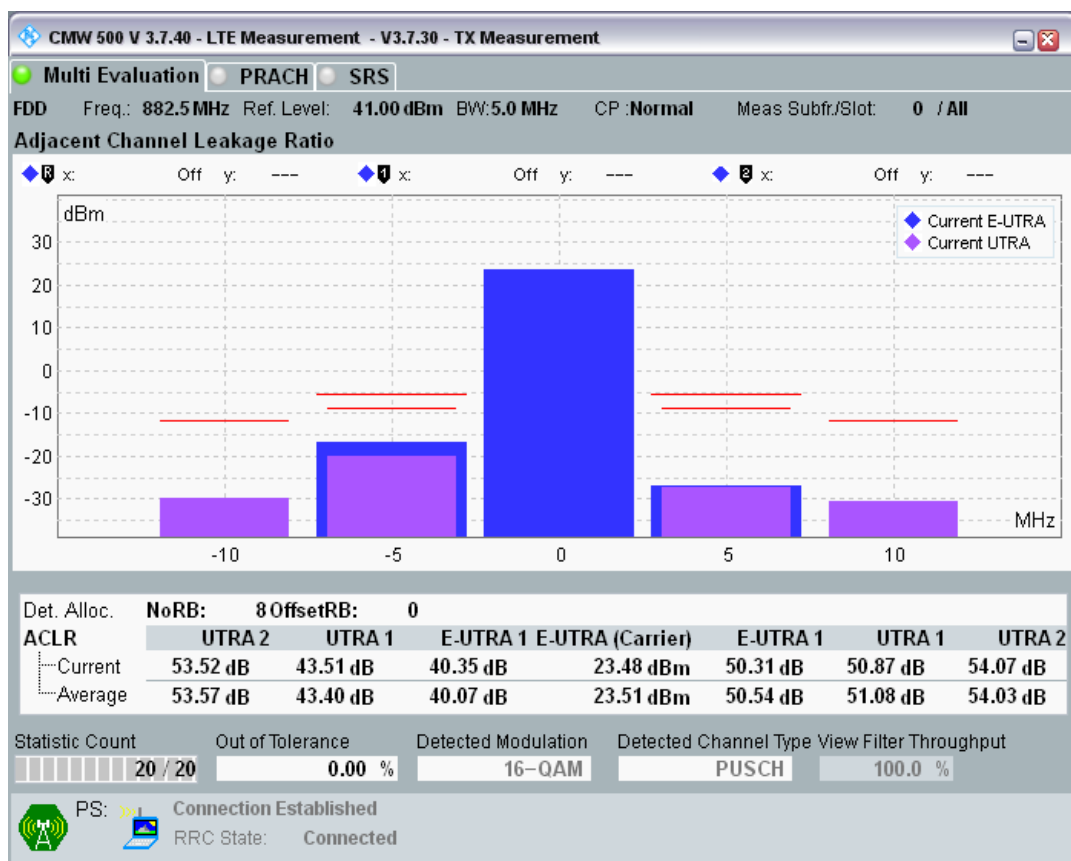 CMW 500 V 3.7.40 - LTE Measurement - V3.7.30 - TX Measurement
Multi Evaluation PRACH SRS
FDD Freq.: 882.5 MHz Ref. Level: 41.00 dBm BW:5.0 MHz CP :Normal Meas Subfr./Slot: 0 / All
Adjacent Channel Leakage Ratio
R x: Off y: --- 1 x: Off y: --- 2 x: Off y: ---
dBm
Current E-UTRA
Current UTRA
30
20
10
0
-10
-20
-30
MHz
-10 -5 0 5 10
Det. Alloc. NoRB: 8 OffsetRB: 0
ACLR UTRA 2 UTRA 1 E-UTRA 1 E-UTRA (Carrier) E-UTRA 1 UTRA 1 UTRA 2
Current 53.52 dB 43.51 dB 40.35 dB 23.48 dBm 50.31 dB 50.87 dB 54.07 dB
Average 53.57 dB 43.40 dB 40.07 dB 23.51 dBm 50.54 dB 51.08 dB 54.03 dB
Statistic Count Out of Tolerance Detected Modulation Detected Channel Type View Filter Throughput
20 / 20 0.00 % 16-QAM PUSCH 100.0 %
PS: Connection Established
RRC State: Connected